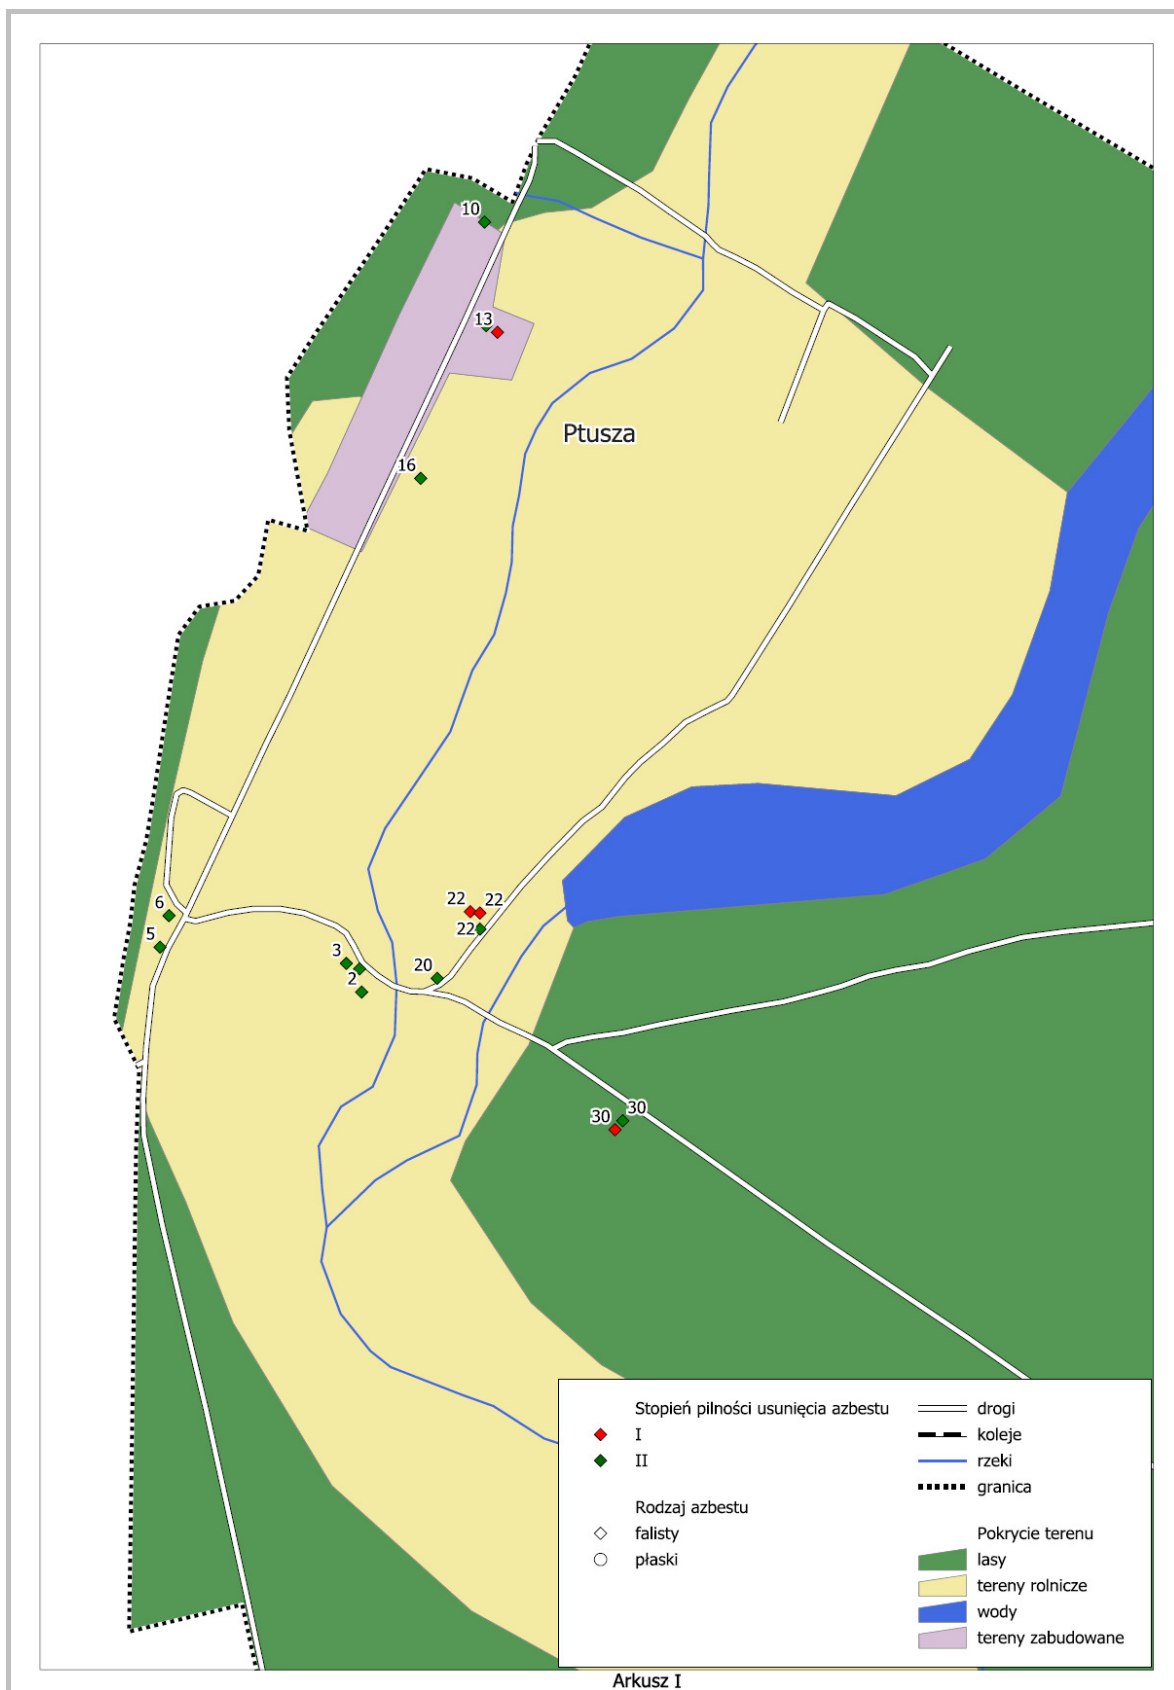 10
13
Ptusza
16
22
22
6
22
5
3
20
2
30
30
Stopień pilności usunięcia azbestu
I
II
Rodzaj azbestu
falisty
płaski
drogi
koleje
rzeki
granica
Pokrycie terenu
lasy
tereny rolnicze
wody
tereny zabudowane
Arkusz I